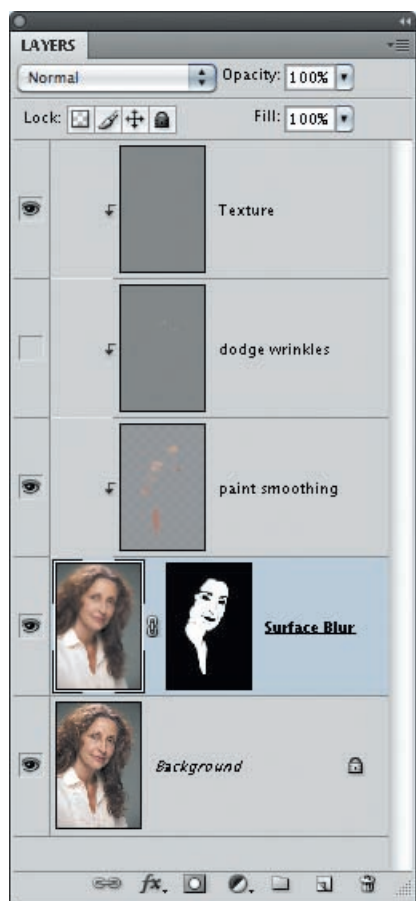 LAYERS
Normal Opacity: 100%
Lock: Fill: 100%
Texture
dodge wrinkles
paint smoothing
Surface Blur
Background
fx.